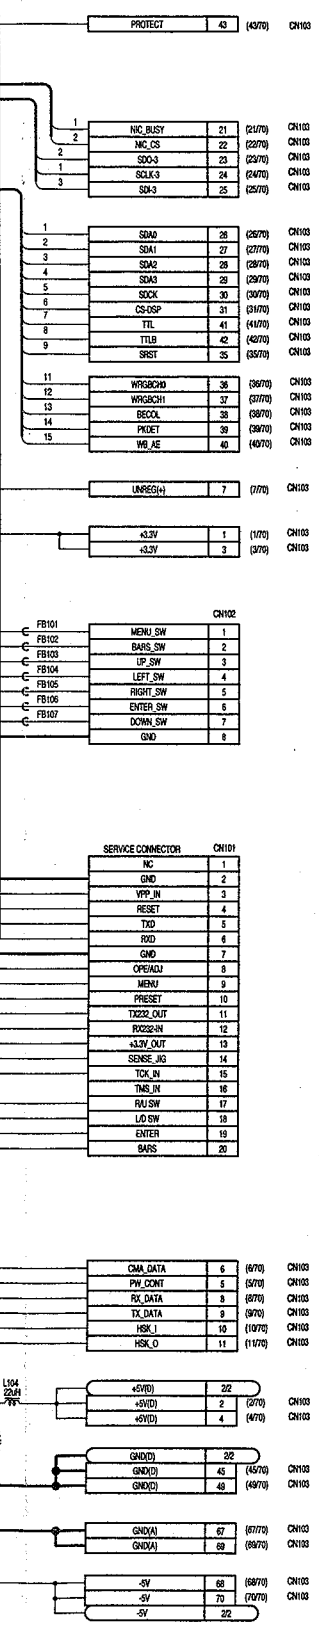 PROTECT 43 (43/70) CN103
1 NIC_BUSY 21 (21/70) CN103
2 NIC_CS 22 (22/70) CN103
2 SDO-3 23 (23/70) CN103
1 SCLK-3 24 (24/70) CN103
3 SDI-3 25 (25/70) CN103
1 SDA0 26 (26/70) CN103
2 SDA1 27 (27/70) CN103
3 SDA2 28 (28/70) CN103
4 SDA3 29 (29/70) CN103
5 SDCK 30 (30/70) CN103
6 CS-DSP 31 (31/70) CN103
7 TTL 41 (41/70) CN103
8 TTLB 42 (42/70) CN103
9 SRST 35 (35/70) CN103
11 WRGBCH0 36 (36/70) CN103
12 WRGBCH1 37 (37/70) CN103
13 BECOL 38 (38/70) CN103
14 PKDET 39 (39/70) CN103
15 WB_AE 40 (40/70) CN103
UNREG(+) 7 (7/70) CN103
+3.3V 1 (1/70) CN103
+3.3V 3 (3/70) CN103
CN102
FB101 MENU_SW 1
FB102 BARS_SW 2
FB103 UP_SW 3
FB104 LEFT_SW 4
FB105 RIGHT_SW 5
FB106 ENTER_SW 6
FB107 DOWN_SW 7
GND 8
SERVICE CONNECTOR CN101
NC 1
GND 2
VPP_IN 3
RESET 4
TXD 5
RXD 6
GND 7
OPE/ADJ 8
MENU 9
PRESET 10
TX232_OUT 11
RX232-IN 12
+3.3V_OUT 13
SENSE_JIG 14
TCK_IN 15
TMS_IN 16
R/U SW 17
L/D SW 18
ENTER 19
BARS 20
CMA_DATA 6 (6/70) CN103
PW_CONT 5 (5/70) CN103
RX_DATA 8 (8/70) CN103
TX_DATA 9 (9/70) CN103
HSK_I 10 (10/70) CN103
HSK_O 11 (11/70) CN103
L104
22uH
+5V(D) 2/2
+5V(D) 2 (2/70) CN103
+5V(D) 4 (4/70) CN103
GND(D) 2/2
GND(D) 45 (45/70) CN103
GND(D) 49 (49/70) CN103
GND(A) 67 (67/70) CN103
GND(A) 69 (69/70) CN103
-5V 68 (68/70) CN103
-5V 70 (70/70) CN103
-5V 2/2